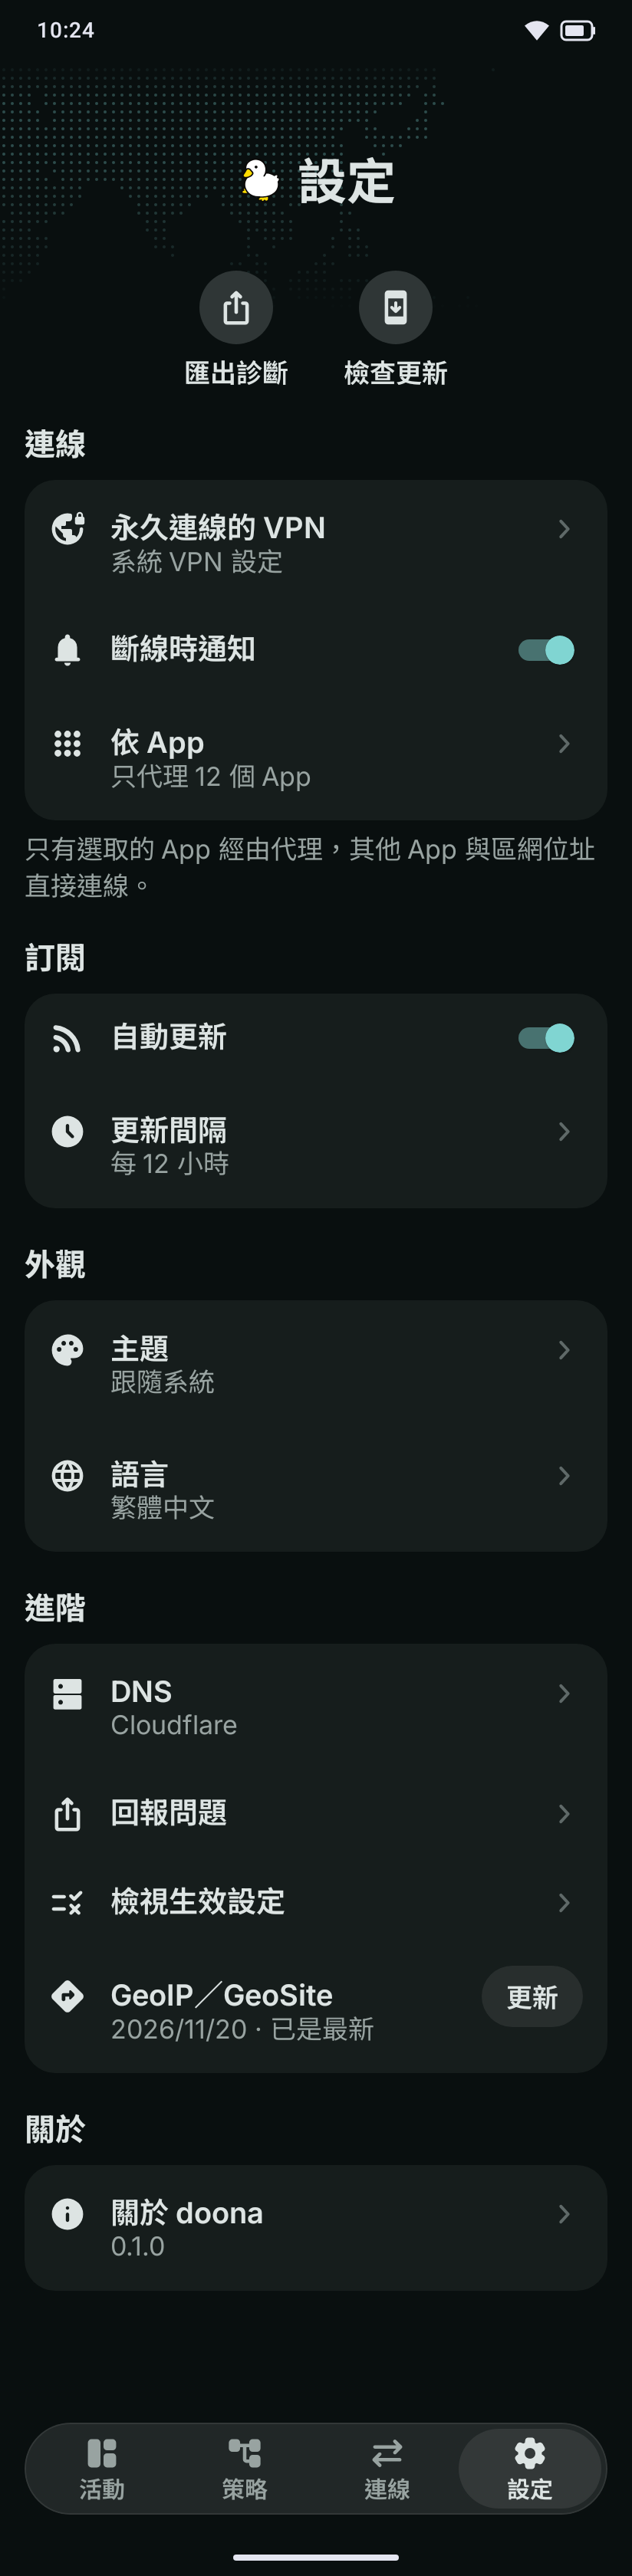 10:24
設定
匯出診斷
檢查更新
連線
永久連線的 VPN
系統 VPN 設定
斷線時通知
依 App
只代理 12 個 App
只有選取的 App 經由代理，其他 App 與區網位址
直接連線。
訂閱
自動更新
更新間隔
每 12 小時
外觀
主題
跟隨系統
語言
繁體中文
進階
DNS
Cloudflare
回報問題
檢視生效設定
GeoIP／GeoSite
更新
2026/11/20 · 已是最新
關於
關於 doona
0.1.0
活動
策略
連線
設定